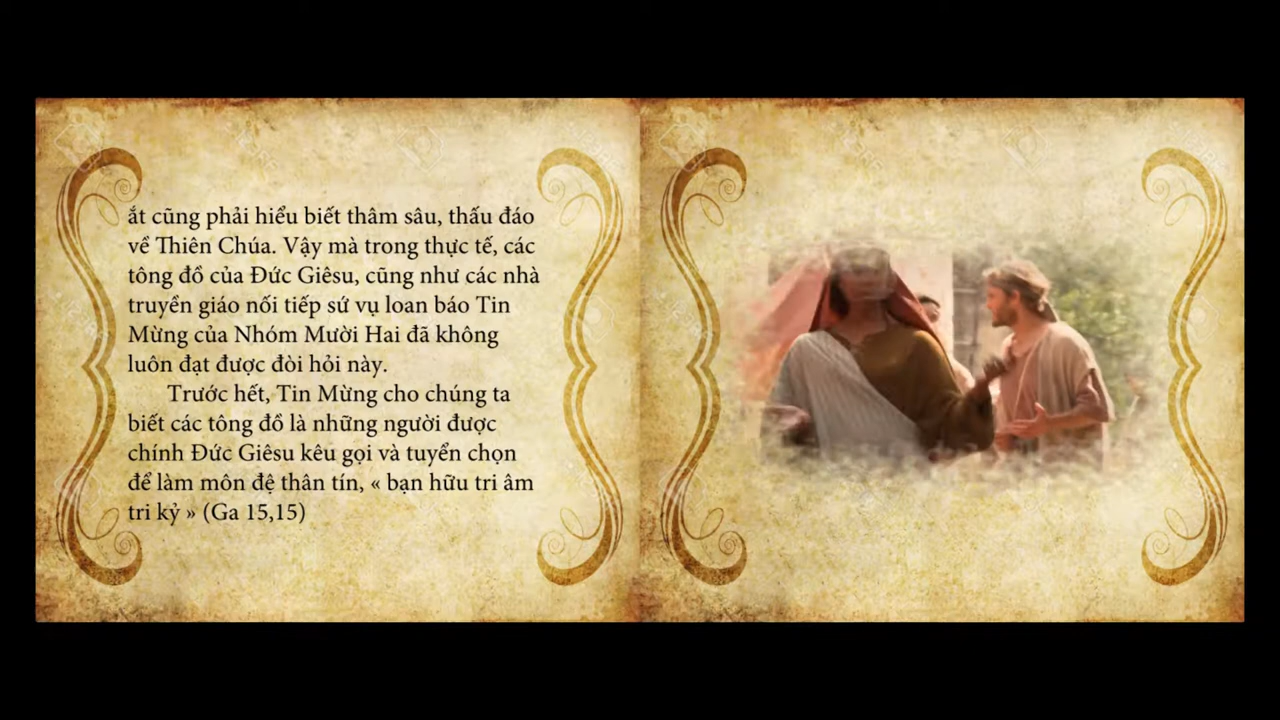 ắt cũng phải hiểu biết thâm sâu, thấu đáo
về Thiên Chúa. Vậy mà trong thực tế, các
tông đồ của Đức Giêsu, cũng như các nhà
truyền giáo nối tiếp sứ vụ loan báo Tin
Mừng của Nhóm Mười Hai đã không
luôn đạt được đòi hỏi này.
Trước hết, Tin Mừng cho chúng ta
biết các tông đồ là những người được
chính Đức Giêsu kêu gọi và tuyển chọn
để làm môn đệ thân tín, « bạn hữu tri âm
tri kỷ » (Ga 15,15)